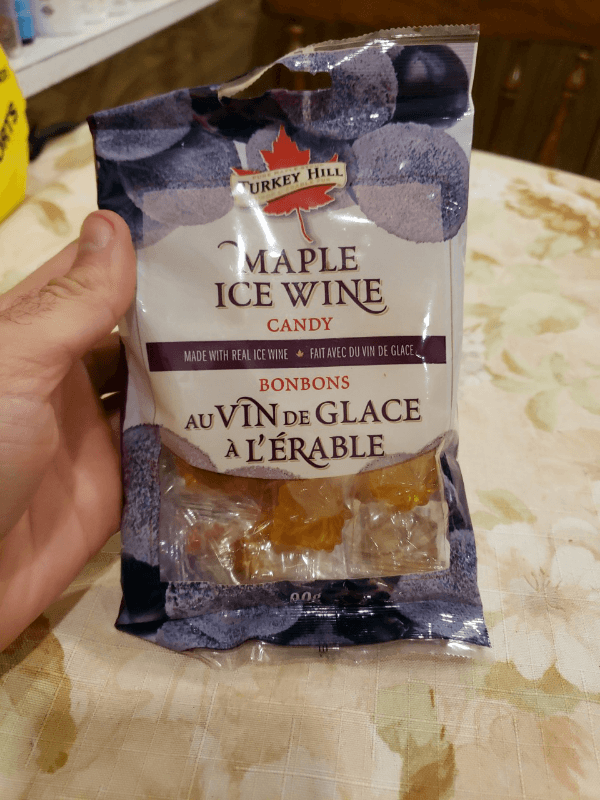 TURKEY HILL
MAPLE
ICE WINE
CANDY
MADE WITH REAL ICE WINE FAIT AVEC DU VIN DE GLACE
BONBONS
AU VIN DE GLACE
À L'ÉRABLE
90g